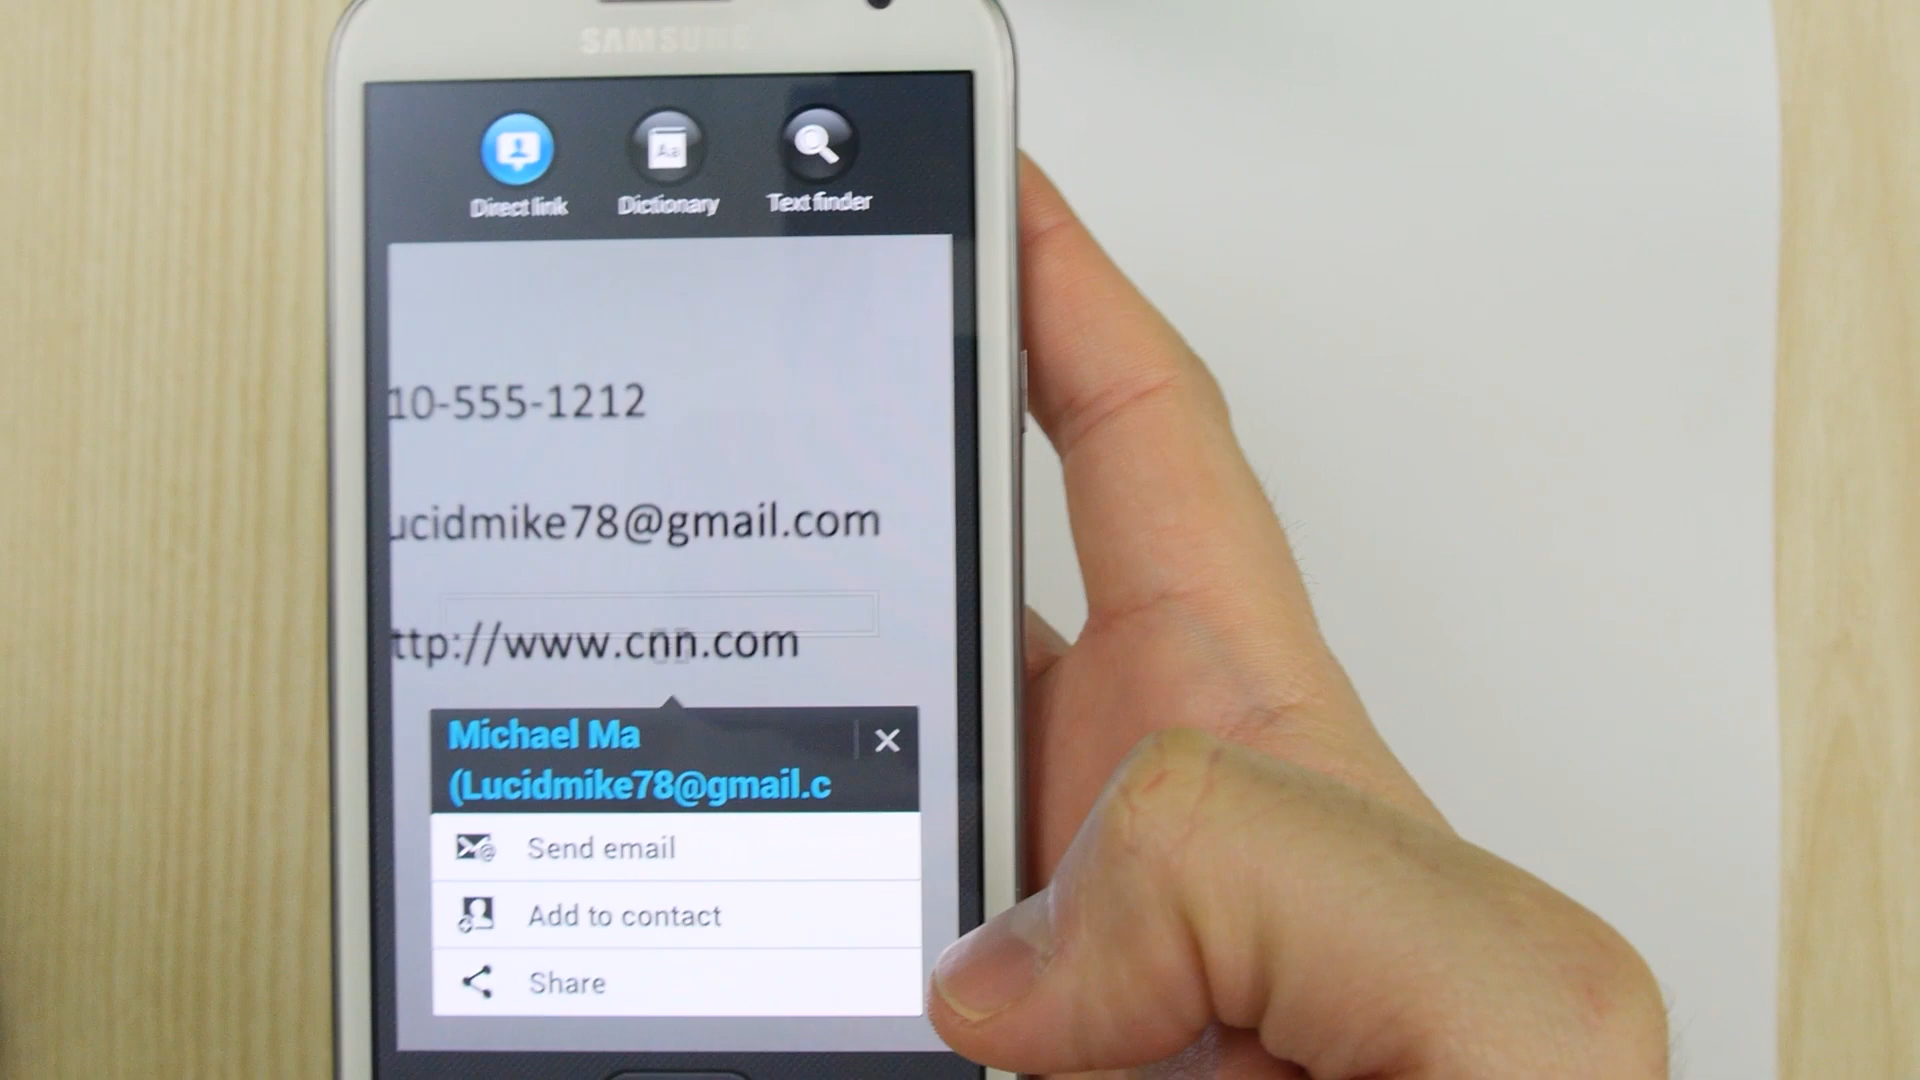 SAMSUNG
Direct link
Dictionary
Text finder
10-555-1212
ucidmike78@gmail.com
ttp://www.cnn.com
Michael Ma
(Lucidmike78@gmail.c
Send email
Add to contact
Share